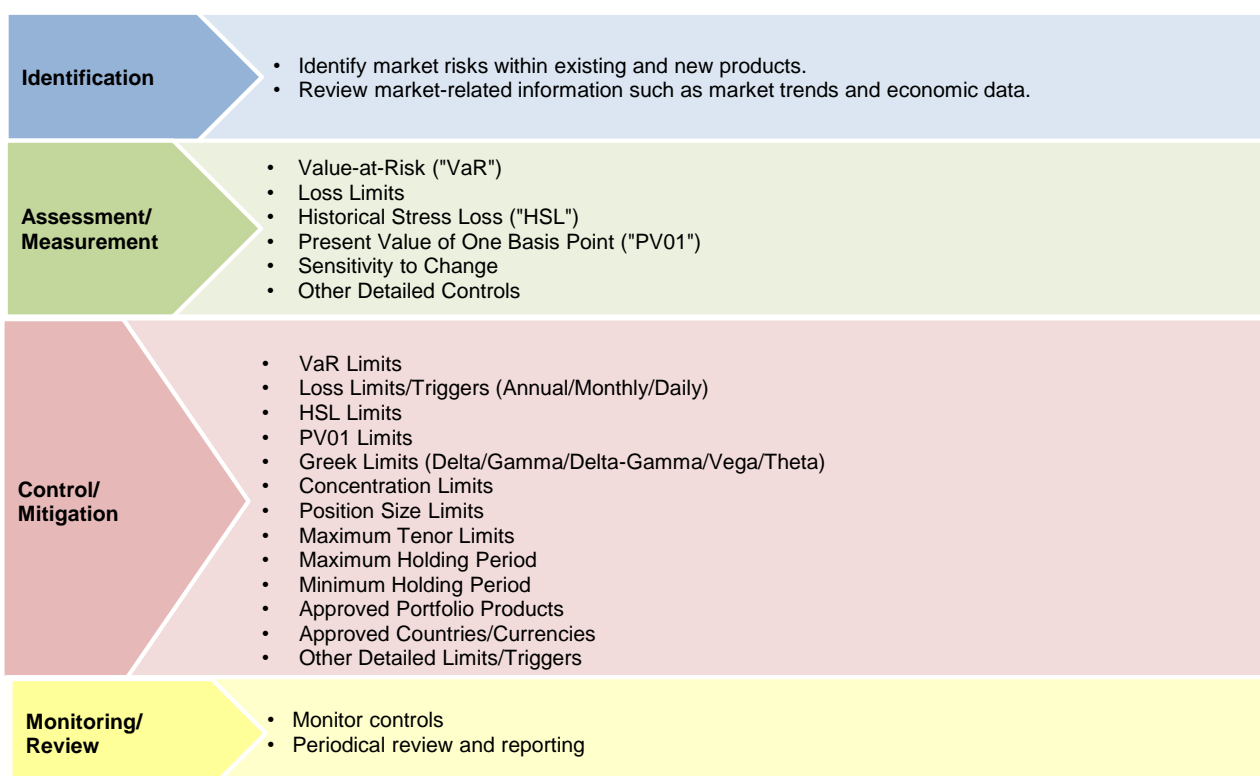 Identification
• Identify market risks within existing and new products.
• Review market-related information such as market trends and economic data.
Assessment/
Measurement
• Value-at-Risk ("VaR")
• Loss Limits
• Historical Stress Loss ("HSL")
• Present Value of One Basis Point ("PV01")
• Sensitivity to Change
• Other Detailed Controls
Control/
Mitigation
• VaR Limits
• Loss Limits/Triggers (Annual/Monthly/Daily)
• HSL Limits
• PV01 Limits
• Greek Limits (Delta/Gamma/Delta-Gamma/Vega/Theta)
• Concentration Limits
• Position Size Limits
• Maximum Tenor Limits
• Maximum Holding Period
• Minimum Holding Period
• Approved Portfolio Products
• Approved Countries/Currencies
• Other Detailed Limits/Triggers
Monitoring/
Review
• Monitor controls
• Periodical review and reporting